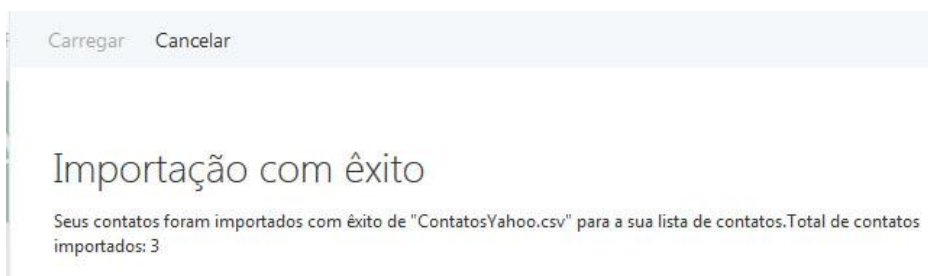 Carregar Cancelar
Importação com êxito
Seus contatos foram importados com êxito de "ContatosYahoo.csv" para a sua lista de contatos.Total de contatos
importados: 3